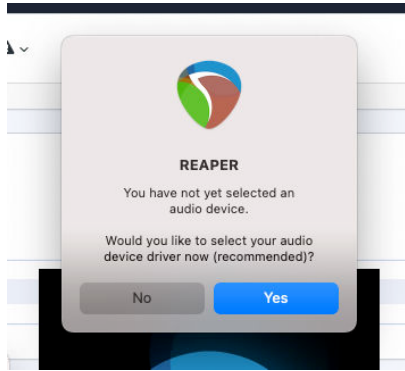 REAPER
You have not yet selected an
audio device.
Would you like to select your audio
device driver now (recommended)?
No
Yes